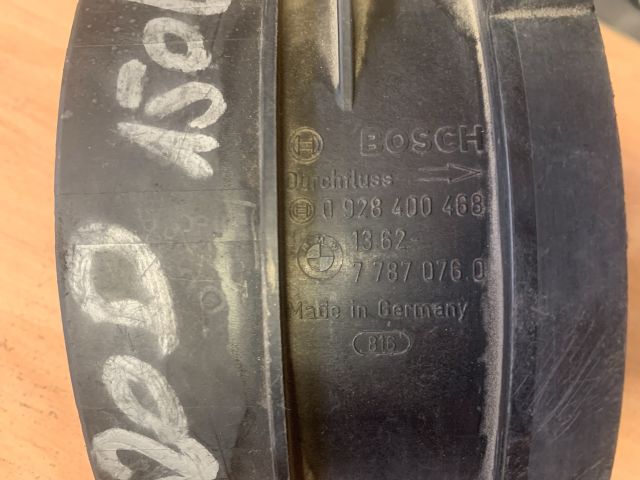 BOSCH
Durchfluss
0 928 400 468
13.62-
7 787 076.0
Made in Germany
816